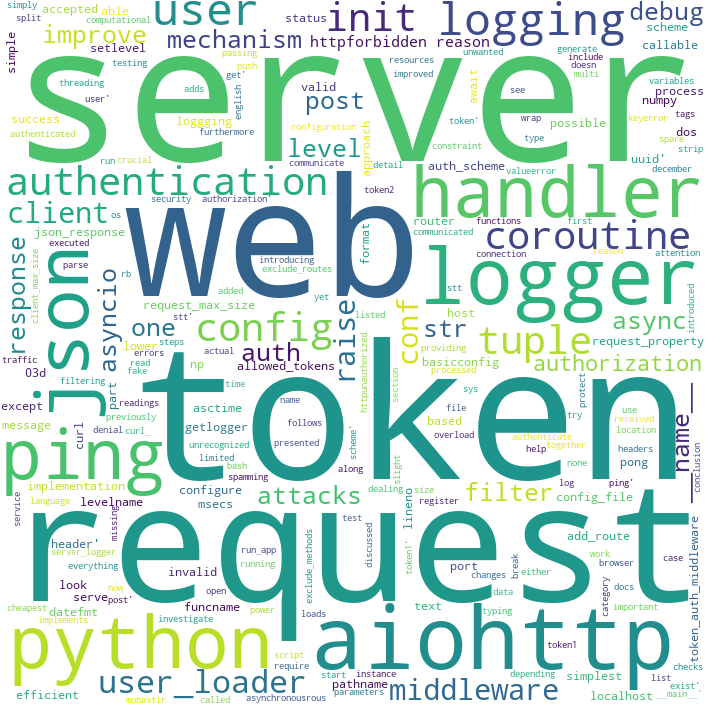 simply
split
accepted
able
computational
user
init
logging
status
debug
scheme
improve
setlevel
mechanism
httpforbidden
reason
callable
simple
server
threading
testing
passing
push
get'
adds
improved
resources
unwanted
generate
include
doesn
multi
variables
process
numpy
tags
user'
english
valid
post
await
see
possible
keyerror
dos
success
authenticated
loggging
furthermore
configuration
token'
wrap
constraint
spare
strip
run
crucial
level
communicate
approach
detail
type
valueerror
uuid'
december
auth_scheme
authentication
token2
handler
client
os
security
authorization'
web
router
functions
first
communicated
attention
coroutine
json_response
executed
parse
rb
added
introducing
exclude_routes
format
connection
reason
response
client_max_size
json
asyncio
request_max_size
yet
listed
stt
logger
introduced
stt'
one
config
raise
conf
str
host
async
traffic
03d
lower
steps
errors
actual
auth
providing
basicconfig
tuple
request_property
filtering
part
read
fake
np
allowed_tokens
httpunauthorized
section
processed
authorization
protect
except
readings
time
token
sys
message
previously
asctime
name
file
try
use
received
location
__name__
curl
denial
curl_
getlogger
follows
based
authenticate
together
ping
unrecognized
presented
scheme'
overload
help
none
pong
headers
limited
bash
along
slight
log
ping'
conclusion
implementation
configure
spamming
dealing
filter
config_file
service
language
levelname
msecs
attacks
size
register
lineno
missing
request
header'
server_logger
test
discussed
add_route
token_auth_middleware
everything
run_app
exclude_methods
token1'
port
changes
break
either
work
browser
case
look
invalid
running
data
category
docs
cheapest
now
serve
post'
open
funcname
power
loads
text
typing
important
implements
datefmt
investigate
python
aiohttp
token1
checks
script
require
start
instance
depending
simplest
list
exist'
user_loader
pathname
middleware
efficient
monastir
called
asynchronousrous
parameters
localhost
__main__